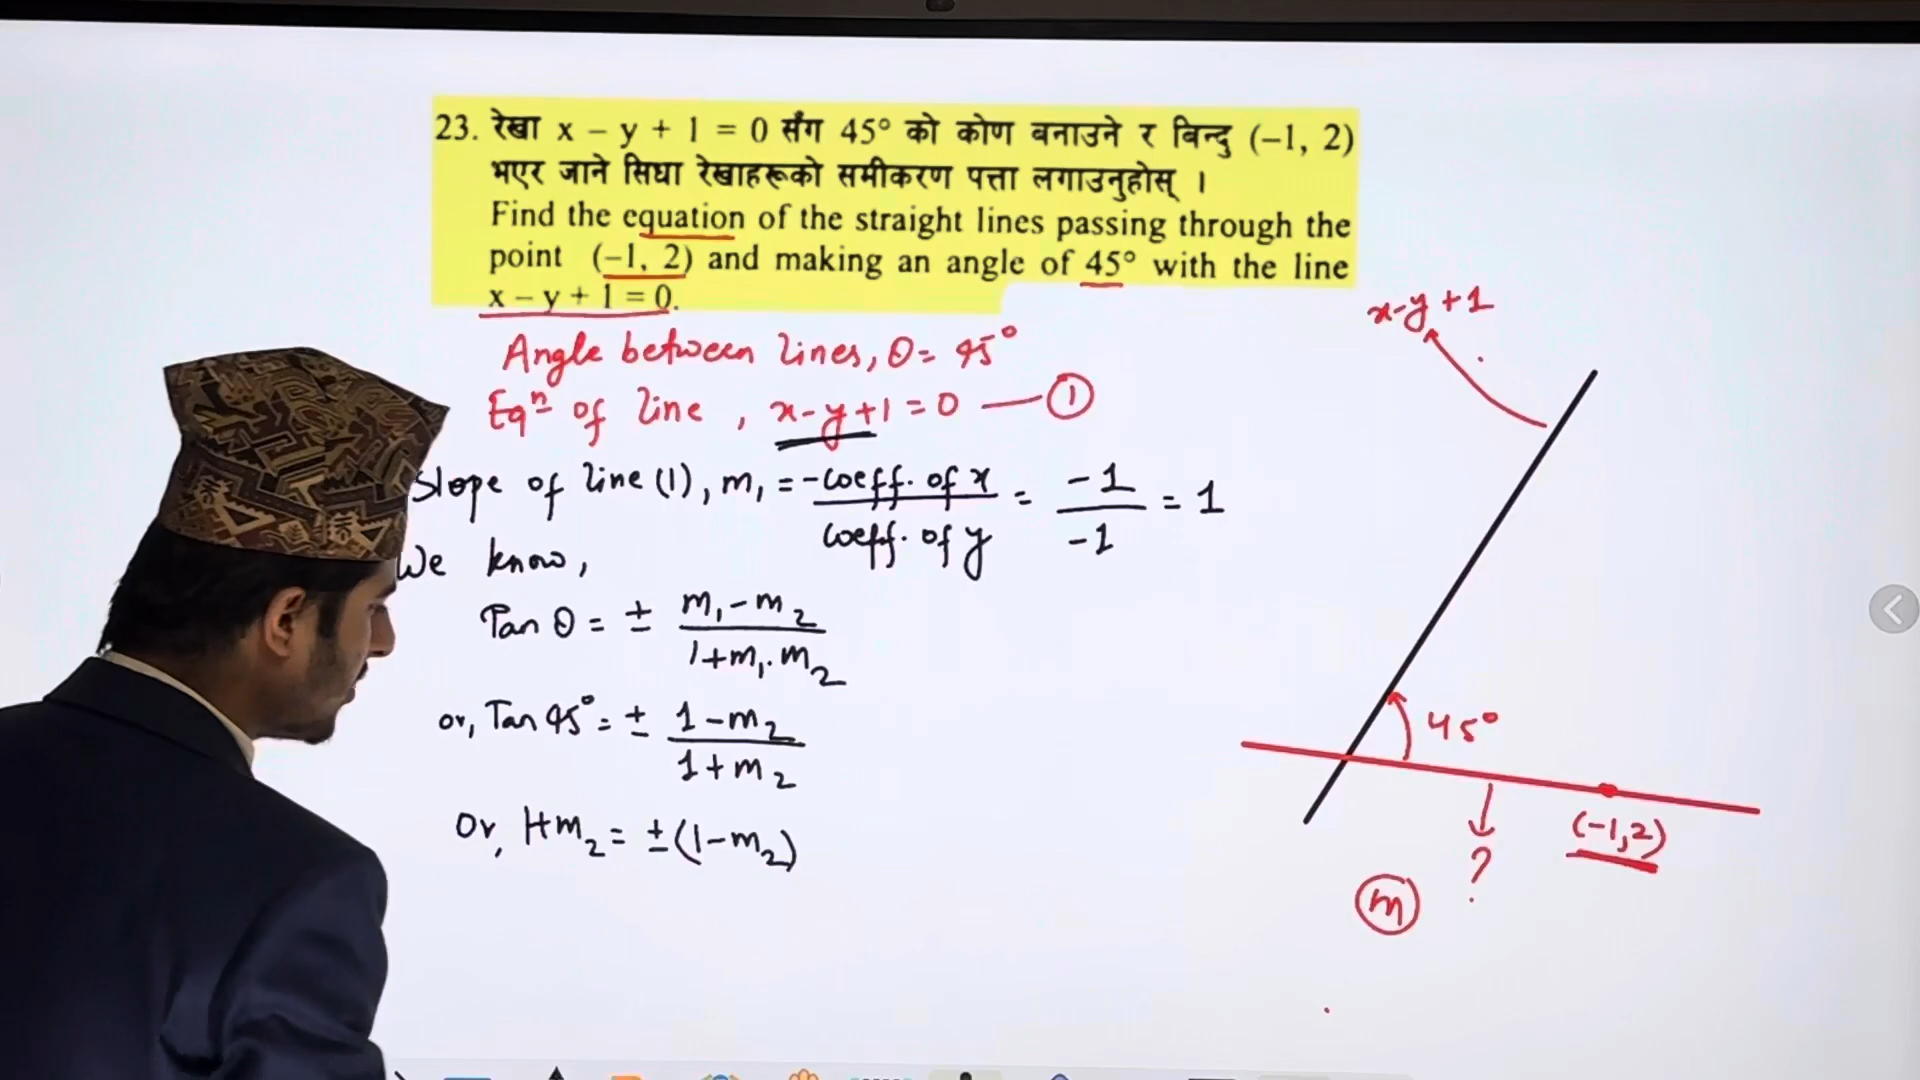 23. रेखा x – y + 1 = 0 सँग 45° को कोण बनाउने र बिन्दु (–1, 2)
भएर जाने सिधा रेखाहरूको समीकरण पत्ता लगाउनुहोस् ।
Find the equation of the straight lines passing through the
point (–1, 2) and making an angle of 45° with the line
x – y + 1 = 0.
Angle between lines, θ = 45°
Eqⁿ of line , x-y+1 = 0 — ①
Slope of line (1), m₁ = -coeff. of x / coeff. of y = -1 / -1 = 1
We know,
Tan θ = ± m₁-m₂ / 1+m₁.m₂
or, Tan 45° = ± 1-m₂ / 1+m₂
or, 1+m₂ = ±(1-m₂)
x-y+1
45°
(-1,2)
?
m